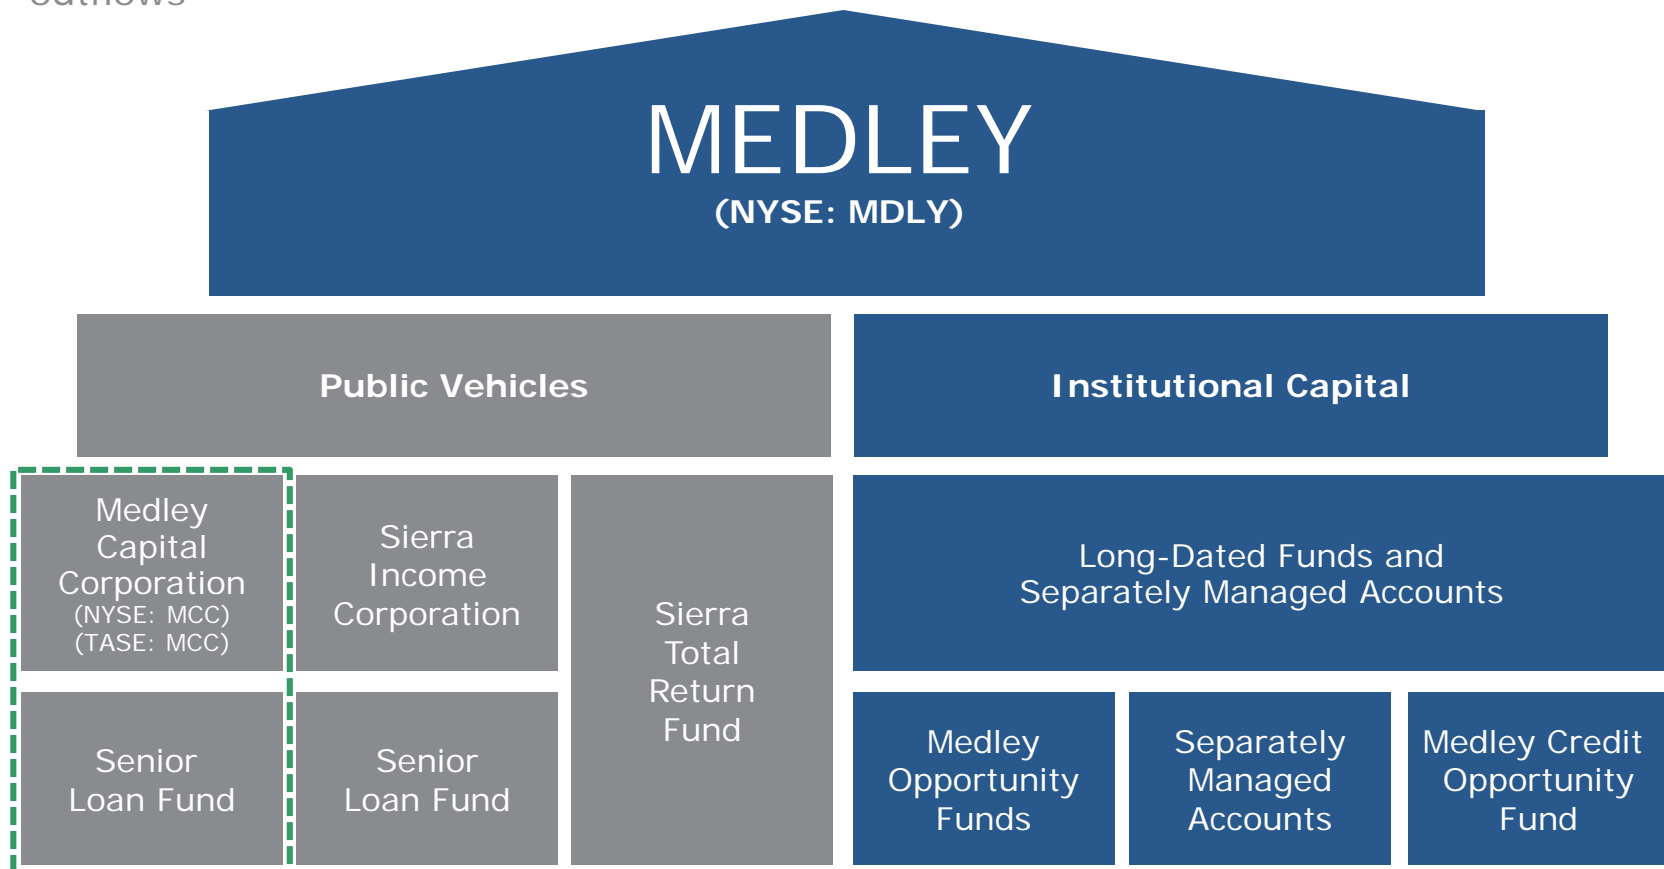 outflows
MEDLEY
(NYSE: MDLY)
Public Vehicles
Institutional Capital
Medley
Capital
Corporation
(NYSE: MCC)
(TASE: MCC)
Sierra
Income
Corporation
Sierra
Total
Return
Fund
Long-Dated Funds and
Separately Managed Accounts
Senior
Loan Fund
Senior
Loan Fund
Medley
Opportunity
Funds
Separately
Managed
Accounts
Medley Credit
Opportunity
Fund